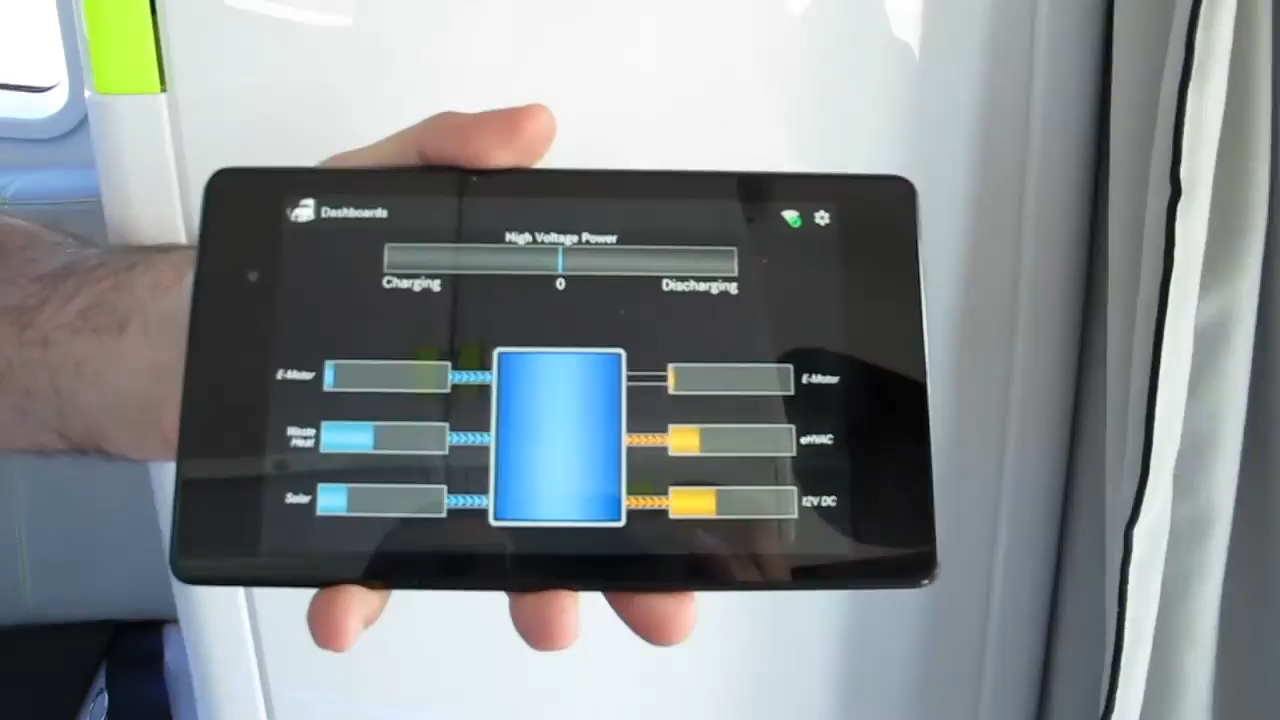 Dashboards
High Voltage Power
Charging
0
Discharging
E-Motor
E-Motor
Waste
Heat
eHVAC
Solar
12V DC